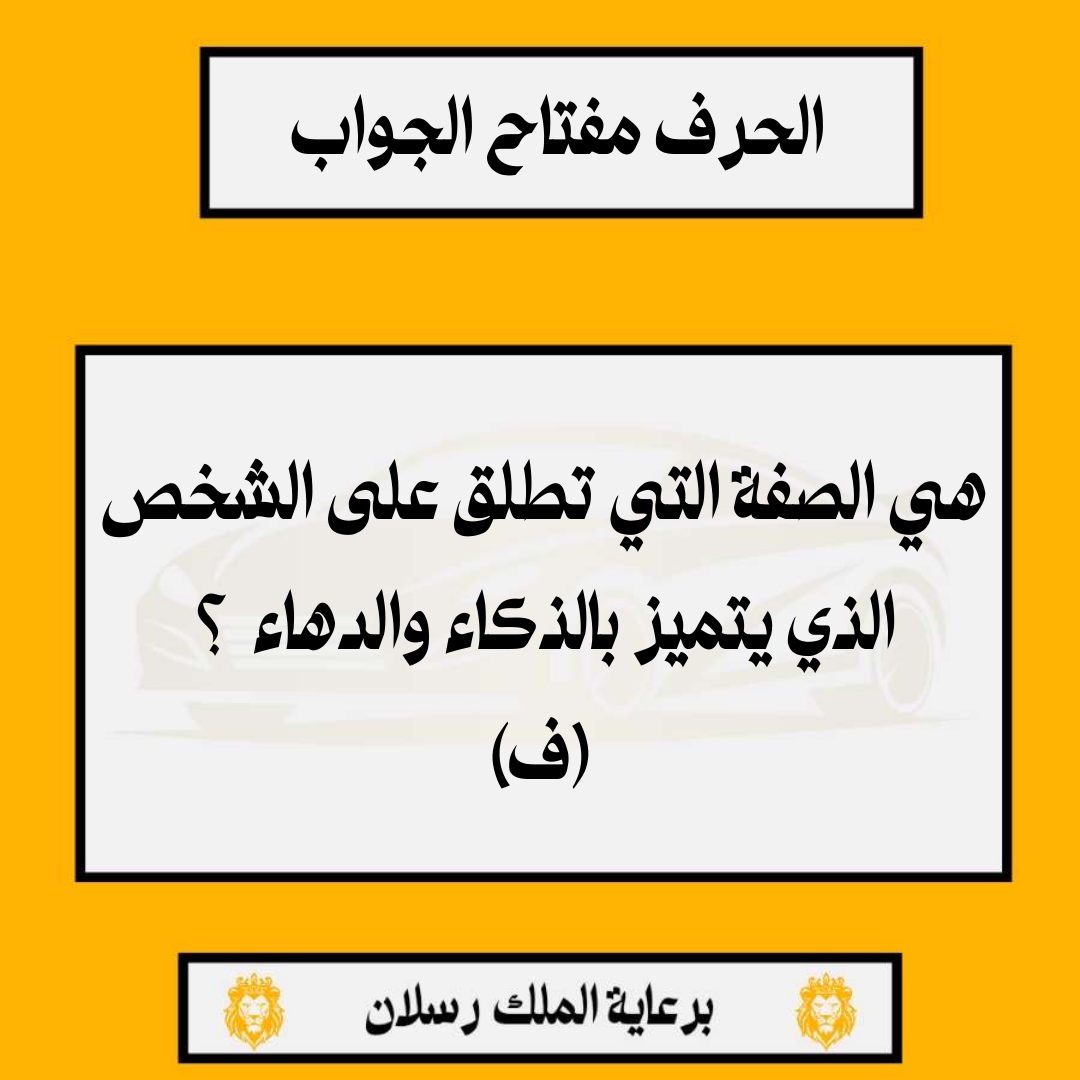 الحرف مفتاح الجواب
هي الصفة التي تطلق على الشخص
الذي يتميز بالذكاء والدهاء ؟
(ف)
برعاية الملك رسلان